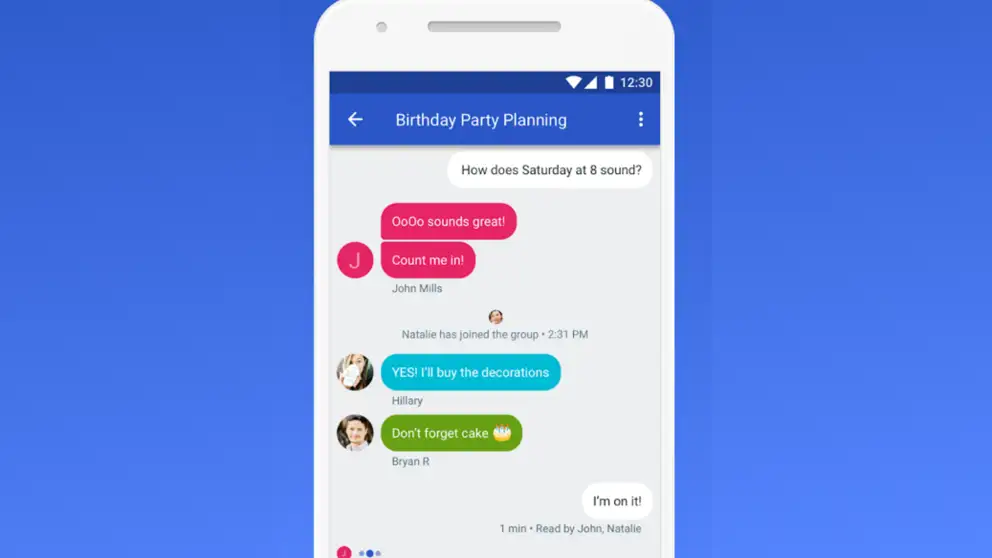 12:30
Birthday Party Planning
How does Saturday at 8 sound?
OoOo sounds great!
J
Count me in!
John Mills
Natalie has joined the group • 2:31 PM
YES! I'll buy the decorations
Hillary
Don't forget cake 🎂
Bryan R
I'm on it!
1 min • Read by John, Natalie
J